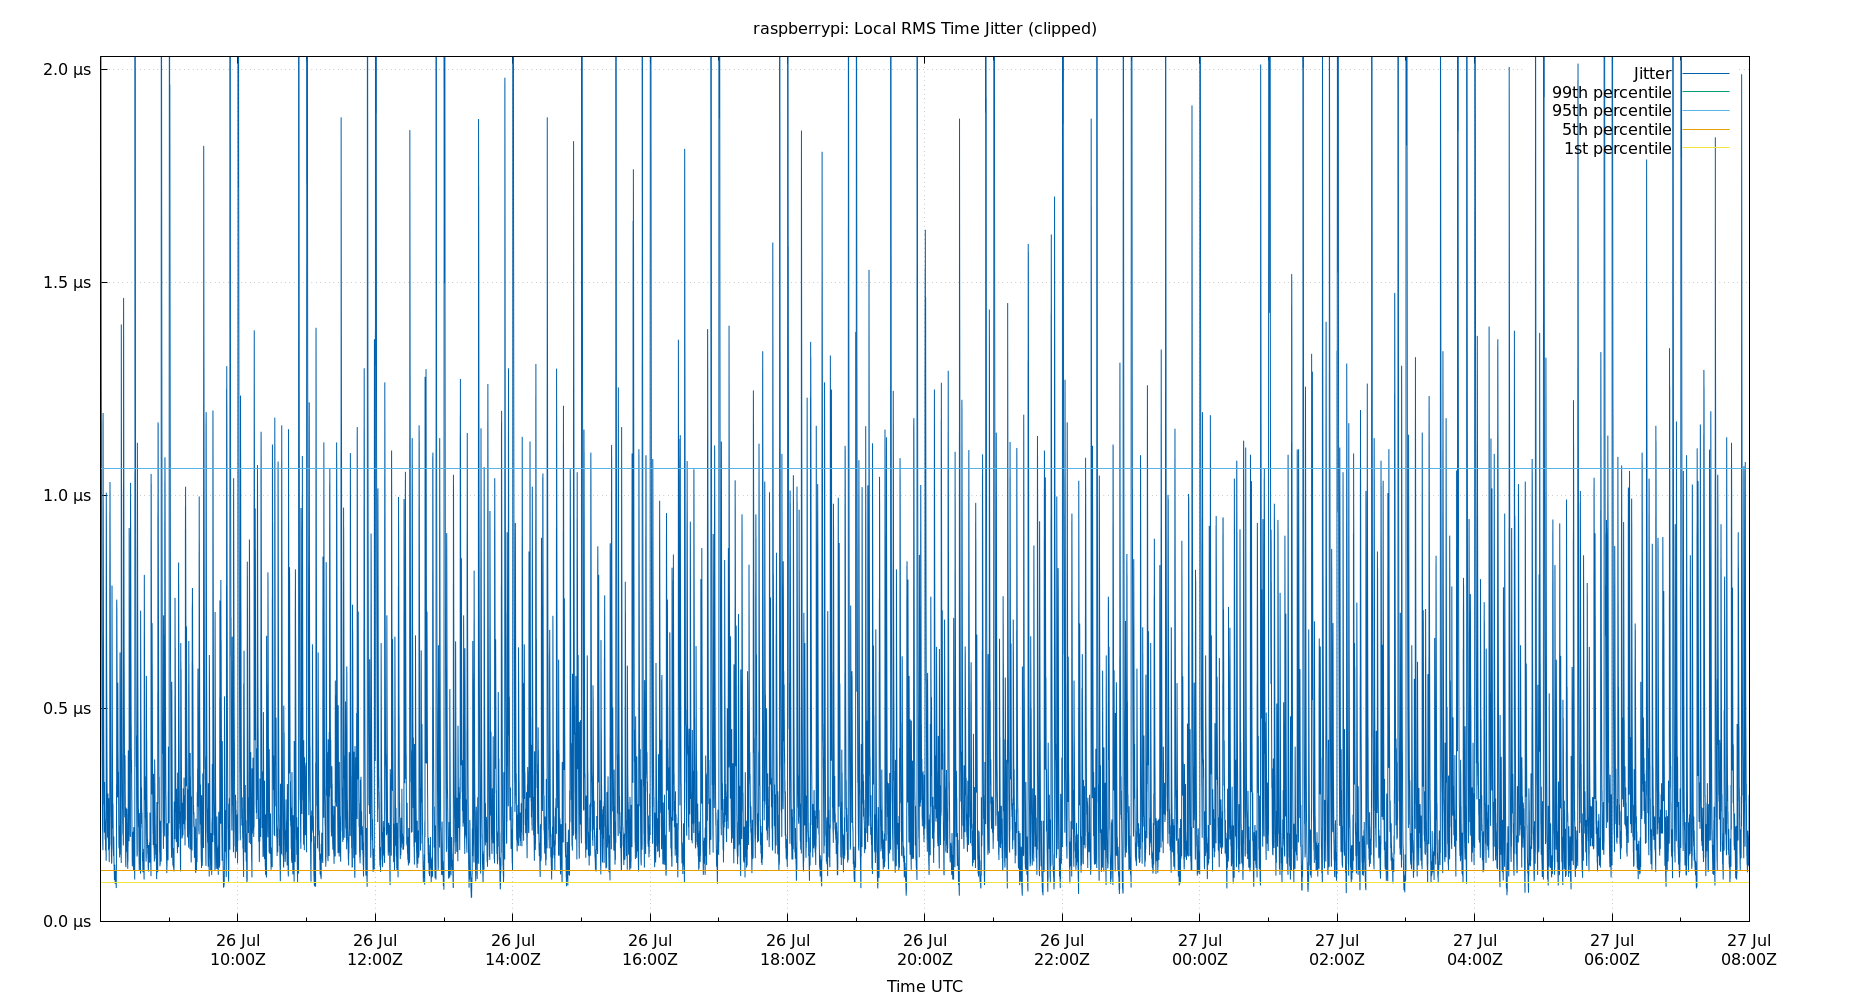 raspberrypi: Local RMS Time Jitter (clipped)
2.0 µs
1.5 µs
1.0 µs
0.5 µs
0.0 µs
Jitter
99th percentile
95th percentile
5th percentile
1st percentile
26 Jul 26 Jul 26 Jul 26 Jul 26 Jul 26 Jul 26 Jul 27 Jul 27 Jul 27 Jul 27 Jul 27 Jul
10:00Z 12:00Z 14:00Z 16:00Z 18:00Z 20:00Z 22:00Z 00:00Z 02:00Z 04:00Z 06:00Z 08:00Z
Time UTC